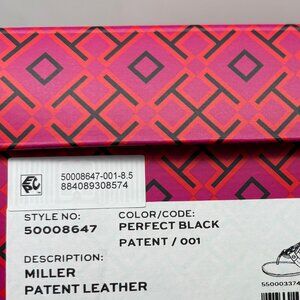 50008647-001-8.5
884089308574
STYLE NO: COLOR/CODE:
50008647 PERFECT BLACK
PATENT / 001
DESCRIPTION:
MILLER
PATENT LEATHER